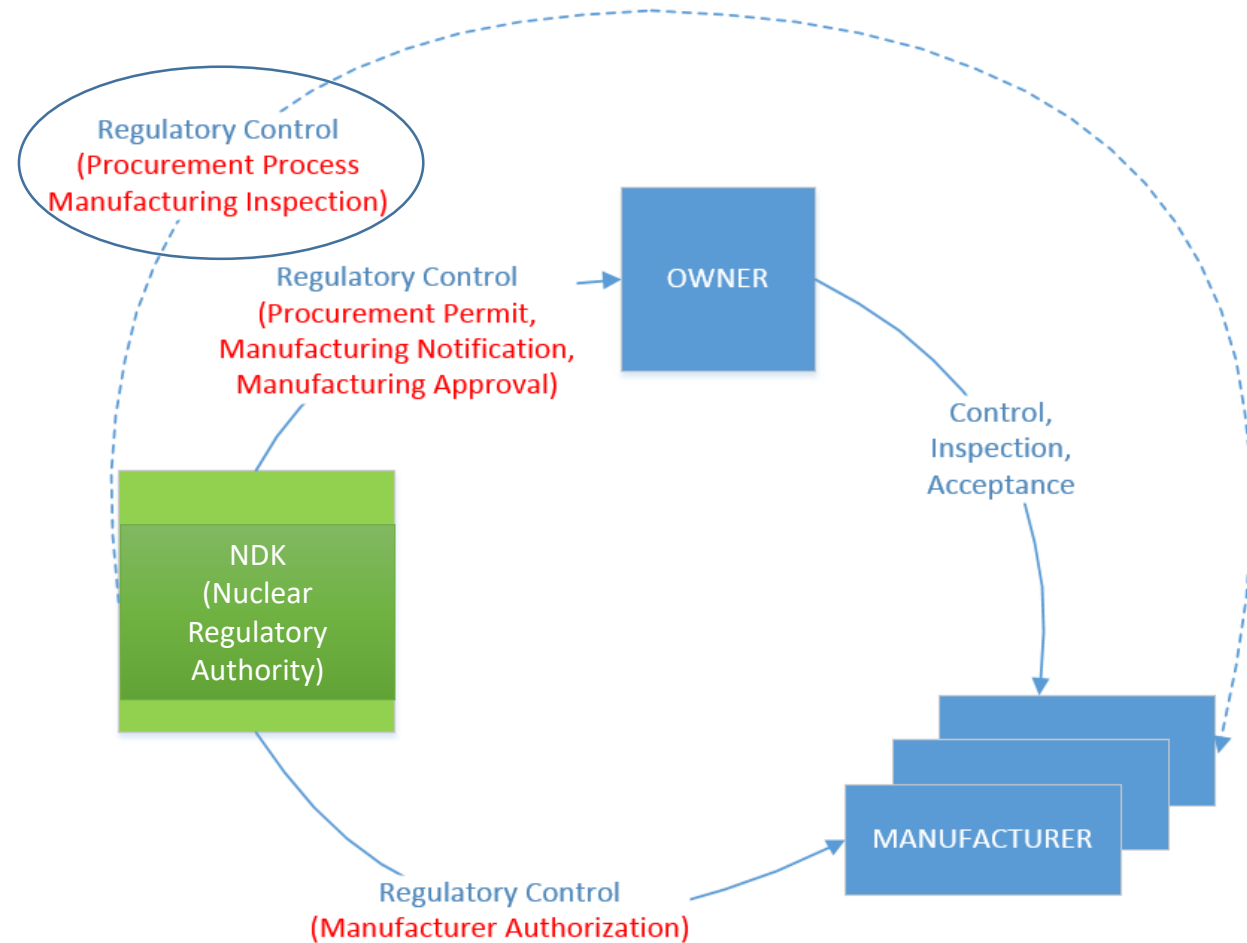 Regulatory Control
(Procurement Process
Manufacturing Inspection)
Regulatory Control
(Procurement Permit,
Manufacturing Notification,
Manufacturing Approval)
OWNER
Control,
Inspection,
Acceptance
NDK
(Nuclear
Regulatory
Authority)
MANUFACTURER
Regulatory Control
(Manufacturer Authorization)